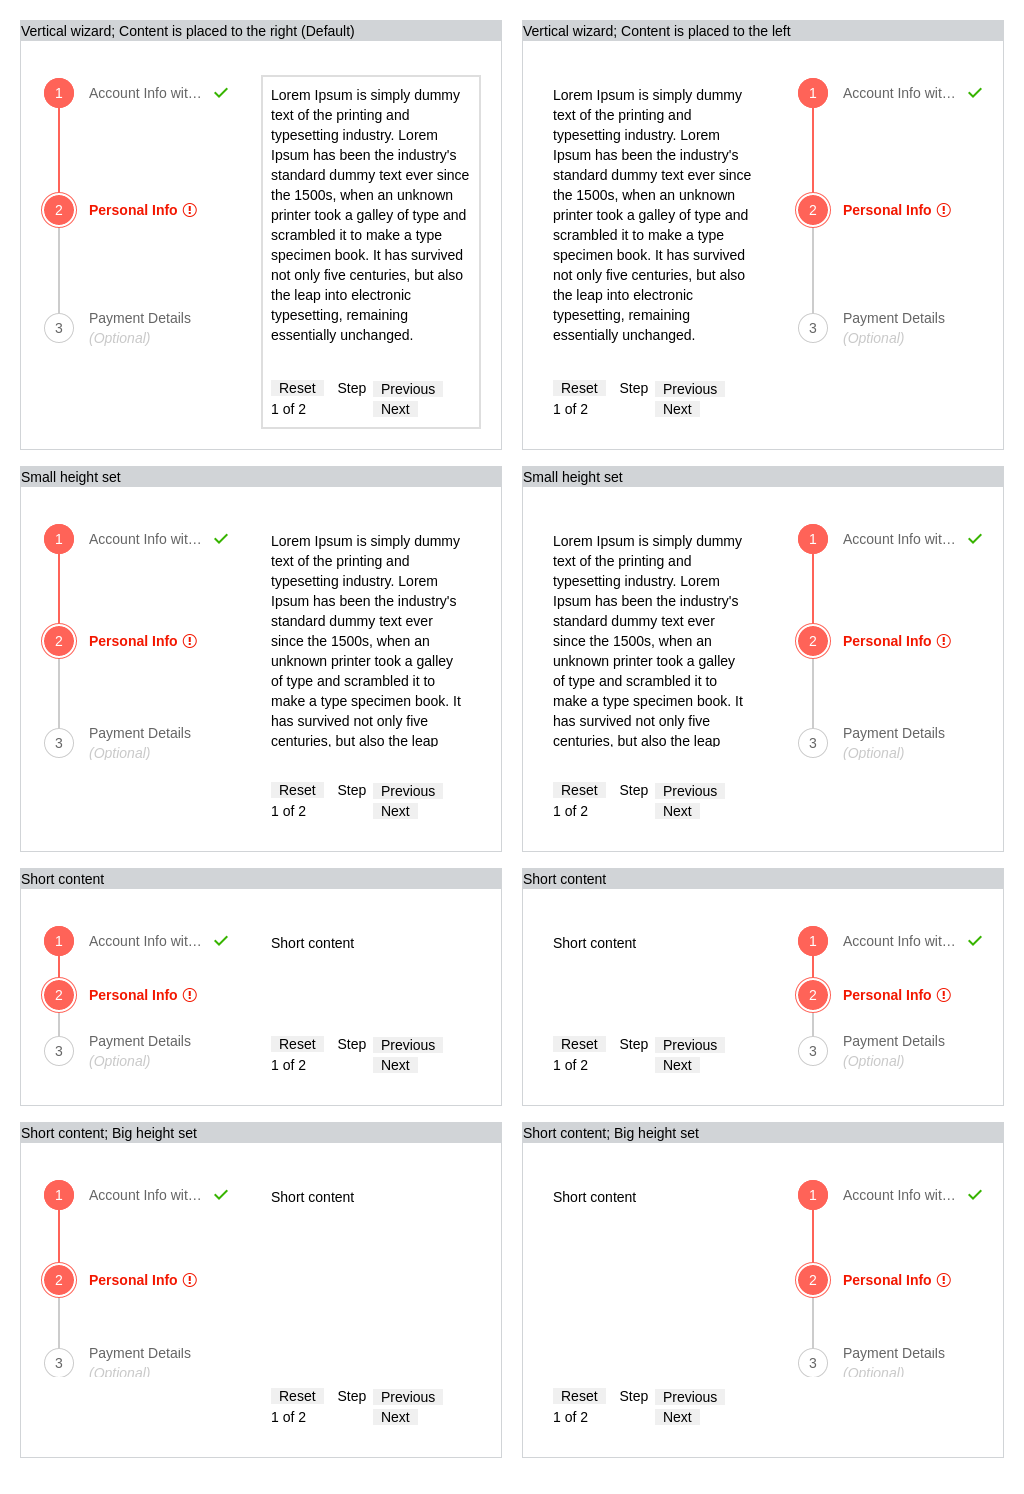 Vertical wizard; Content is placed to the right (Default)
1 Account Info wit…
2 Personal Info
3 Payment Details
(Optional)
Lorem Ipsum is simply dummy
text of the printing and
typesetting industry. Lorem
Ipsum has been the industry's
standard dummy text ever since
the 1500s, when an unknown
printer took a galley of type and
scrambled it to make a type
specimen book. It has survived
not only five centuries, but also
the leap into electronic
typesetting, remaining
essentially unchanged.
Reset Step Previous
1 of 2 Next
Vertical wizard; Content is placed to the left
Lorem Ipsum is simply dummy
text of the printing and
typesetting industry. Lorem
Ipsum has been the industry's
standard dummy text ever since
the 1500s, when an unknown
printer took a galley of type and
scrambled it to make a type
specimen book. It has survived
not only five centuries, but also
the leap into electronic
typesetting, remaining
essentially unchanged.
Reset Step Previous
1 of 2 Next
1 Account Info wit…
2 Personal Info
3 Payment Details
(Optional)
Small height set
1 Account Info wit…
2 Personal Info
3 Payment Details
(Optional)
Lorem Ipsum is simply dummy
text of the printing and
typesetting industry. Lorem
Ipsum has been the industry's
standard dummy text ever
since the 1500s, when an
unknown printer took a galley
of type and scrambled it to
make a type specimen book. It
has survived not only five
centuries, but also the leap
Reset Step Previous
1 of 2 Next
Small height set
Lorem Ipsum is simply dummy
text of the printing and
typesetting industry. Lorem
Ipsum has been the industry's
standard dummy text ever
since the 1500s, when an
unknown printer took a galley
of type and scrambled it to
make a type specimen book. It
has survived not only five
centuries, but also the leap
Reset Step Previous
1 of 2 Next
1 Account Info wit…
2 Personal Info
3 Payment Details
(Optional)
Short content
1 Account Info wit…
2 Personal Info
3 Payment Details
(Optional)
Short content
Reset Step Previous
1 of 2 Next
Short content
Short content
Reset Step Previous
1 of 2 Next
1 Account Info wit…
2 Personal Info
3 Payment Details
(Optional)
Short content; Big height set
1 Account Info wit…
2 Personal Info
3 Payment Details
(Optional)
Short content
Reset Step Previous
1 of 2 Next
Short content; Big height set
Short content
Reset Step Previous
1 of 2 Next
1 Account Info wit…
2 Personal Info
3 Payment Details
(Optional)